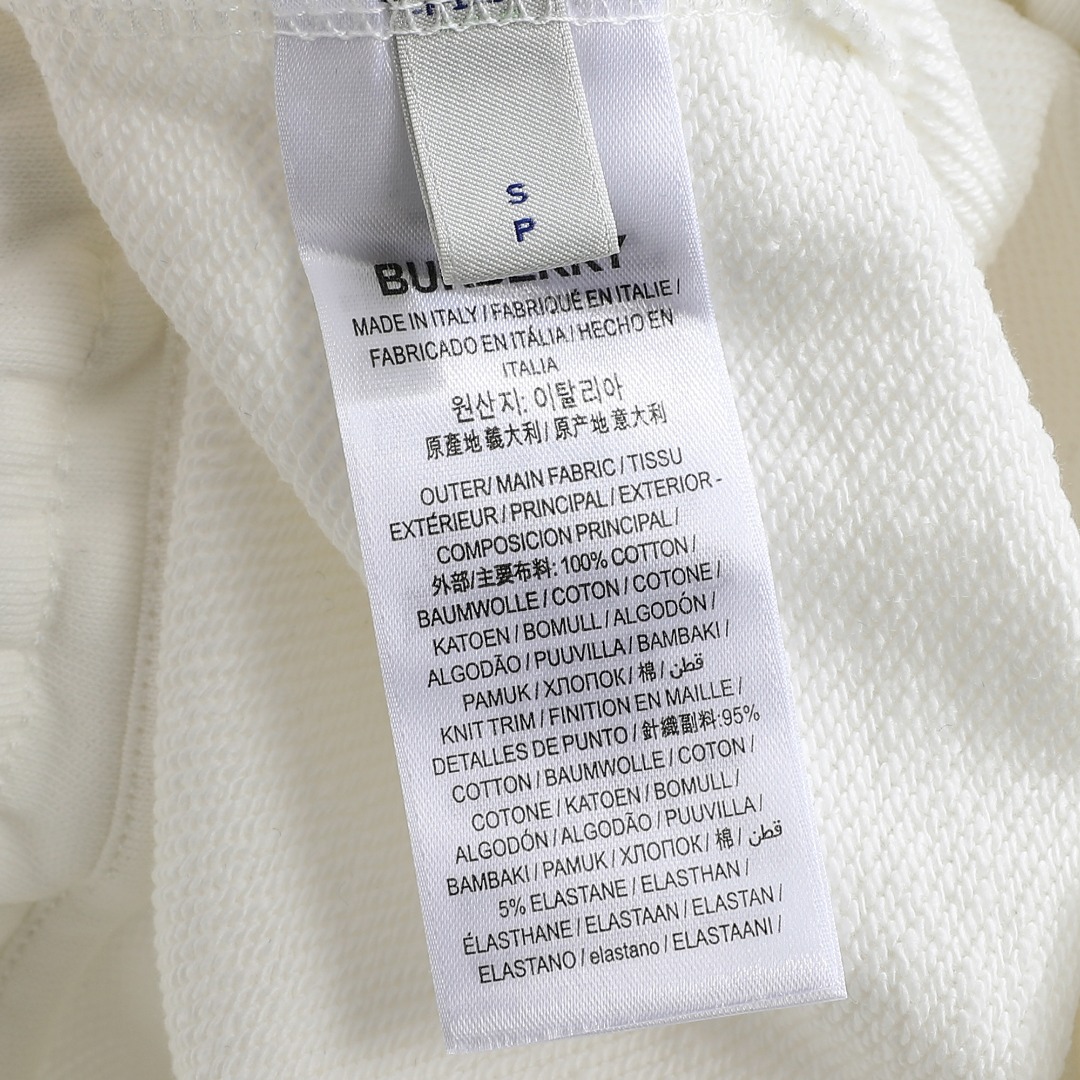 S
P
BURBERRY
MADE IN ITALY / FABRIQUÉ EN ITALIE /
FABRICADO EN ITÁLIA / HECHO EN
ITALIA
원산지: 이탈리아
原產地 義大利 / 原产地 意大利
OUTER/ MAIN FABRIC / TISSU
EXTÉRIEUR / PRINCIPAL / EXTERIOR -
COMPOSICION PRINCIPAL /
外部/主要布料: 100% COTTON /
BAUMWOLLE / COTON / COTONE /
KATOEN / BOMULL / ALGODÓN /
ALGODÃO / PUUVILLA / BAMBAKI /
PAMUK / ХЛОПОК / 棉 / قطن
KNIT TRIM / FINITION EN MAILLE /
DETALLES DE PUNTO / 針織副料:95%
COTTON / BAUMWOLLE / COTON /
COTONE / KATOEN / BOMULL /
ALGODÓN / ALGODÃO / PUUVILLA /
BAMBAKI / PAMUK / ХЛОПОК / 棉 / قطن
5% ELASTANE / ELASTHAN /
ÉLASTHANE / ELASTAAN / ELASTAN /
ELASTANO / elastano / ELASTAANI /